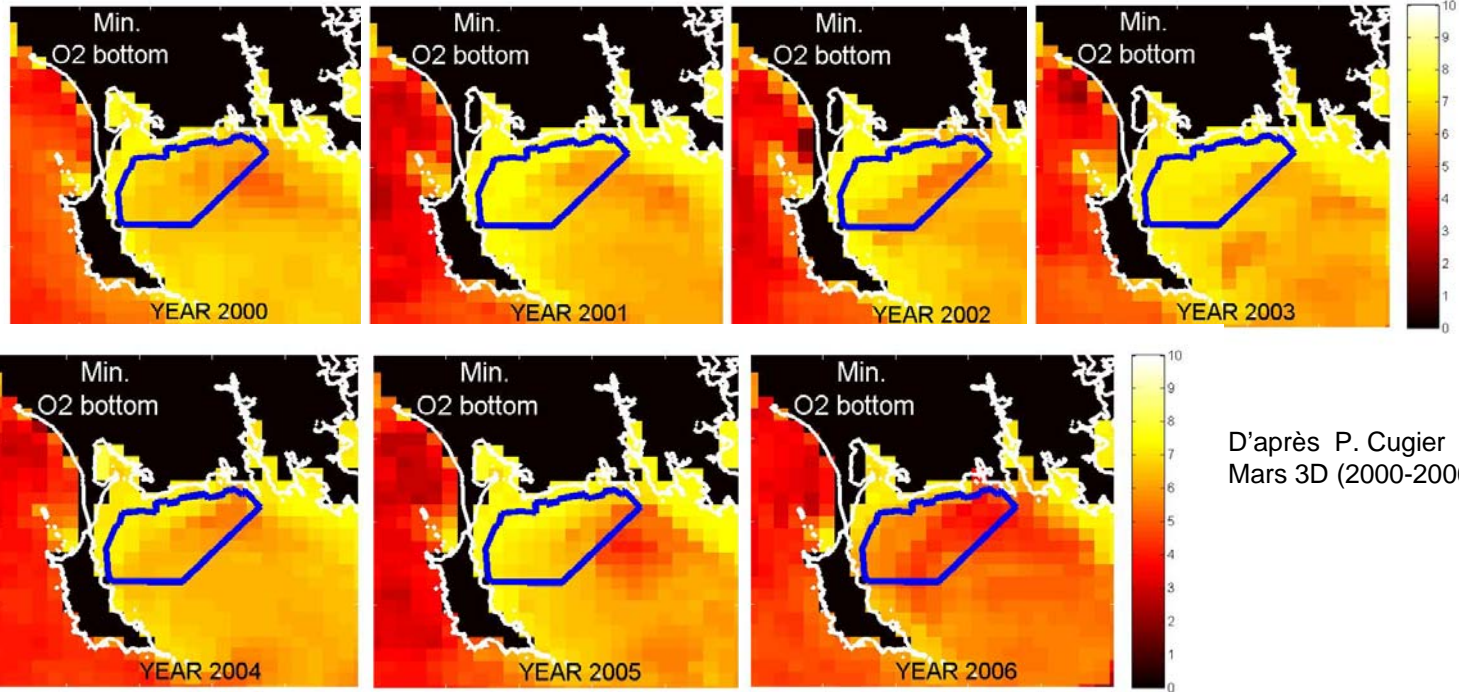 Min.
O2 bottom
YEAR 2000
Min.
O2 bottom
YEAR 2001
Min.
O2 bottom
YEAR 2002
Min.
O2 bottom
YEAR 2003
10
9
8
7
6
5
4
3
2
1
0
Min.
O2 bottom
YEAR 2004
Min.
O2 bottom
YEAR 2005
Min.
O2 bottom
YEAR 2006
10
9
8
7
6
5
4
3
2
1
0
D'après P. Cugier
Mars 3D (2000-200